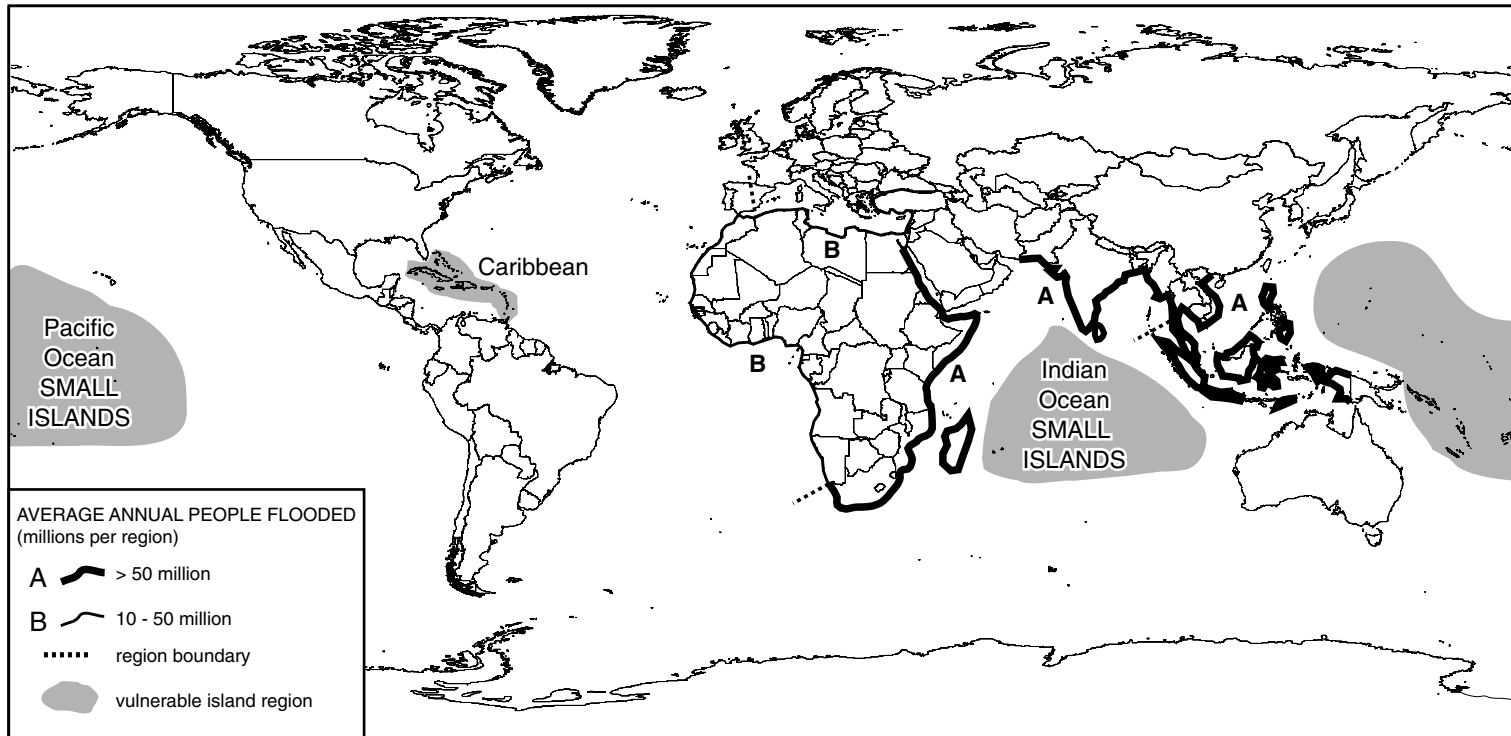 Caribbean
B
A
A
Pacific
Ocean
SMALL
ISLANDS
B
A
Indian
Ocean
SMALL
ISLANDS
AVERAGE ANNUAL PEOPLE FLOODED
(millions per region)
A > 50 million
B 10 - 50 million
region boundary
vulnerable island region